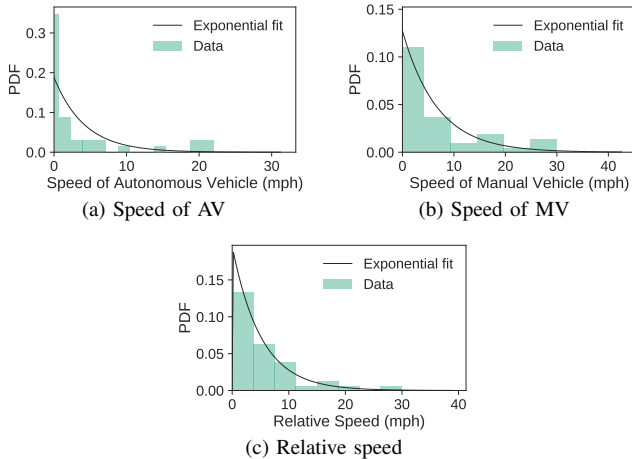 Exponential fit
Data
0.3
0.2
0.1
0.0
PDF
0 10 20 30
Speed of Autonomous Vehicle (mph)
(a) Speed of AV
Exponential fit
Data
0.15
0.10
0.05
0.00
PDF
0 20 40
Speed of Manual Vehicle (mph)
(b) Speed of MV
Exponential fit
Data
0.15
0.10
0.05
0.00
PDF
0 10 20 30 40
Relative Speed (mph)
(c) Relative speed